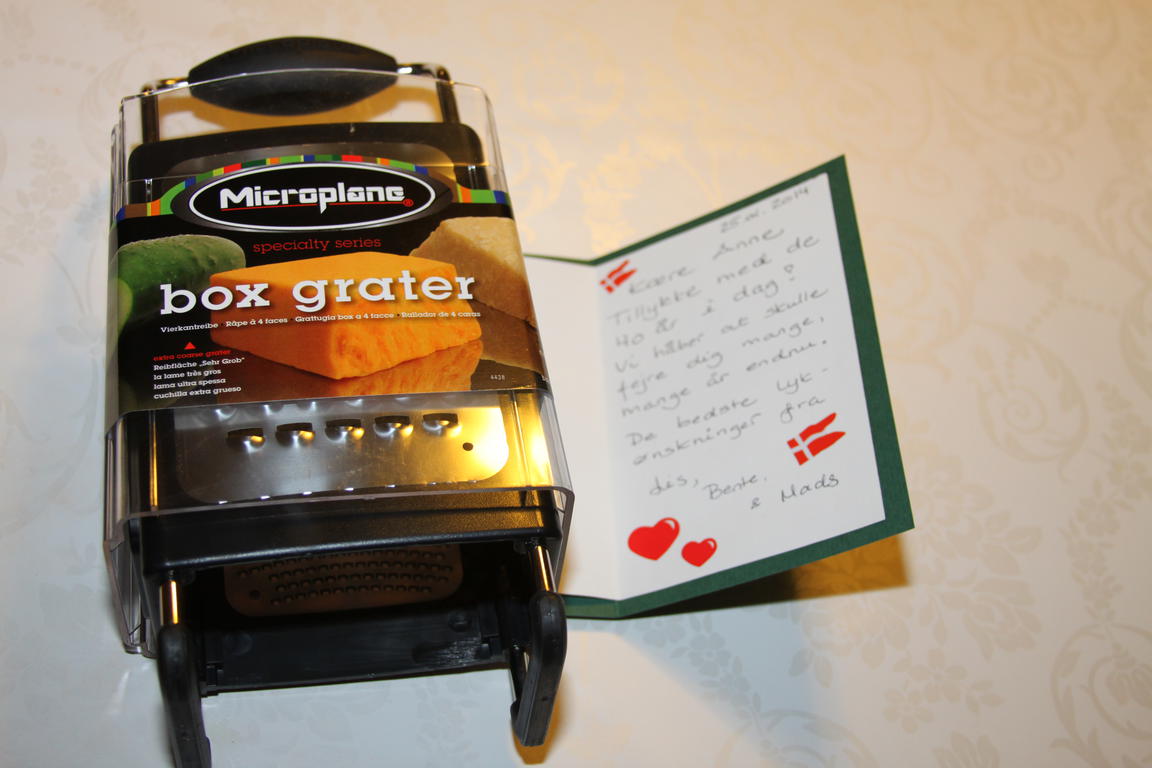 Microplane®
specialty series
box grater
Vierkantreibe · Râpe à 4 faces · Grattugia box a 4 facce · Rallador de 4 caras
extra coarse grater
Reibfläche „Sehr Grob"
la lame très gros
lama ultra spessa
cuchilla extra grueso
4438
2014
Kære Anne
Tillykke med de
40 år i dag!
Vi håber at skulle
fejre dig mange,
mange år endnu.
De bedste lyk-
ønskninger fra
Lis, Bente,
& Mads